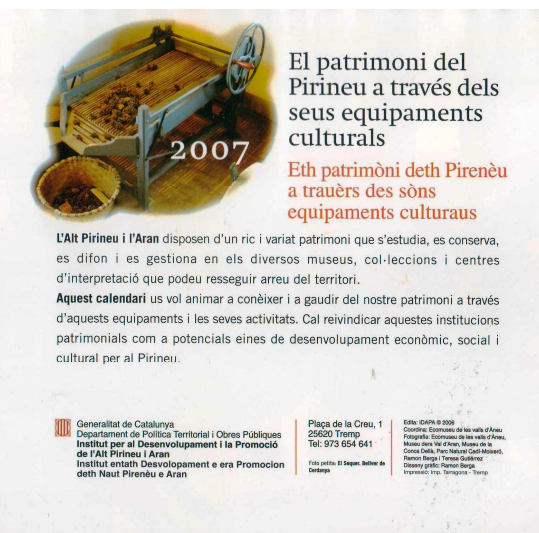 2007
El patrimoni del
Pirineu a través dels
seus equipaments
culturals
Eth patrimòni deth Pirenèu
a trauèrs des sòns
equipaments culturaus
L'Alt Pirineu i l'Aran disposen d'un ric i variat patrimoni que s'estudia, es conserva,
es difon i es gestiona en els diversos museus, col·leccions i centres
d'interpretació que podeu resseguir arreu del territori.
Aquest calendari us vol animar a conèixer i a gaudir del nostre patrimoni a través
d'aquests equipaments i les seves activitats. Cal reivindicar aquestes institucions
patrimonials com a potencials eines de desenvolupament econòmic, social i
cultural per al Pirineu.
Generalitat de Catalunya
Departament de Política Territorial i Obres Públiques
Institut per al Desenvolupament i la Promoció
de l'Alt Pirineu i Aran
Institut entath Desvolopament e era Promocion
deth Naut Pirenèu e Aran
Plaça de la Creu, 1
25620 Tremp
Tel: 973 654 641
Foto petita: El Sequer. Bellver de
Cerdanya
Edita: IDAPA © 2006
Coordina: Ecomuseu de les valls d'Àneu
Fotografia: Ecomuseu de les valls d'Àneu,
Museu dera Val d'Aran, Museu de la
Conca Dellà, Parc Natural Cadí-Moixeró,
Ramon Berga i Teresa Gutiérrez
Disseny gràfic: Ramon Berga
Impressió: Imp. Tarragona - Tremp